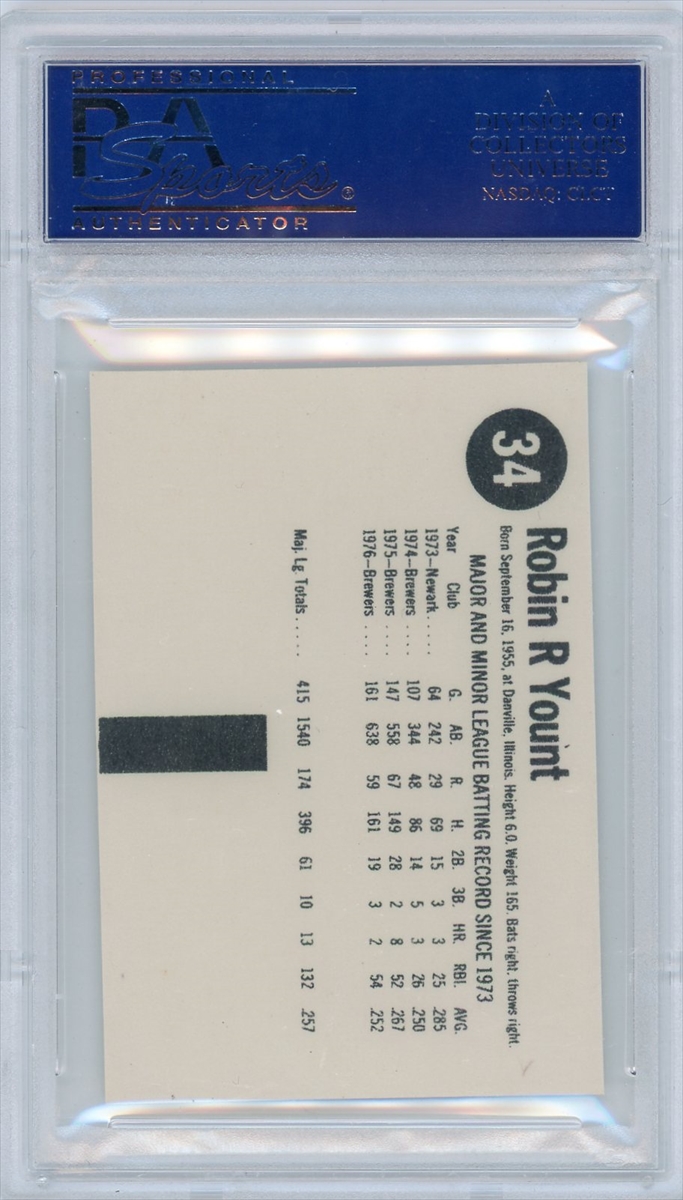 PROFESSIONAL
PSA
Sports®
AUTHENTICATOR
A
DIVISION OF
COLLECTORS
UNIVERSE
NASDAQ: CLCT
34
Robin R Yount
Born September 16, 1955, at Danville, Illinois. Height 6.0. Weight 165. Bats right, throws right.
MAJOR AND MINOR LEAGUE BATTING RECORD SINCE 1973
Year Club G. AB. R. H. 2B. 3B. HR. RBI. AVG.
1973—Newark..... 64 242 29 69 15 3 3 25 .285
1974—Brewers .... 107 344 48 86 14 5 3 26 .250
1975—Brewers .... 147 558 67 149 28 2 8 52 .267
1976—Brewers .... 161 638 59 161 19 3 2 54 .252
Maj. Lg. Totals..... 415 1540 174 396 61 10 13 132 .257